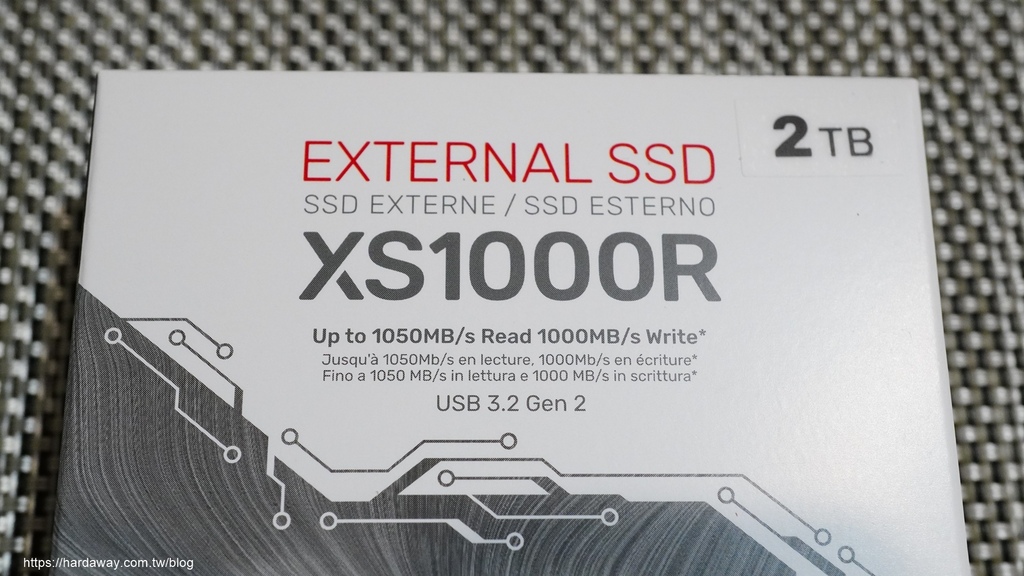 2 TB
EXTERNAL SSD
SSD EXTERNE / SSD ESTERNO
XS1000R
Up to 1050MB/s Read 1000MB/s Write*
Jusqu'à 1050Mb/s en lecture, 1000Mb/s en écriture*
Fino a 1050 MB/s in lettura e 1000 MB/s in scrittura*
USB 3.2 Gen 2
https://hardaway.com.tw/blog